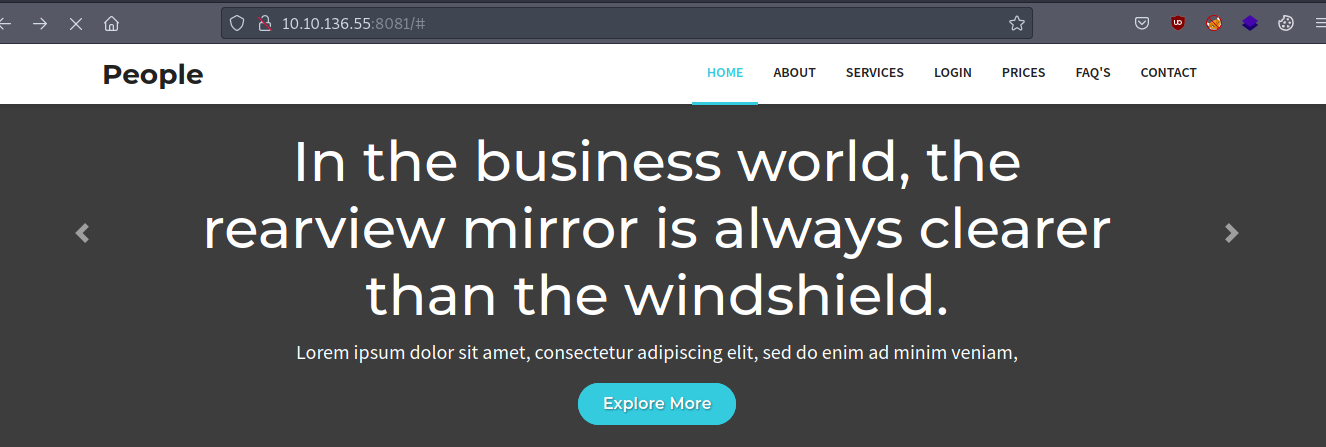 10.10.136.55:8081/#
People
HOME ABOUT SERVICES LOGIN PRICES FAQ'S CONTACT
In the business world, the
rearview mirror is always clearer
than the windshield.
Lorem ipsum dolor sit amet, consectetur adipiscing elit, sed do enim ad minim veniam,
Explore More